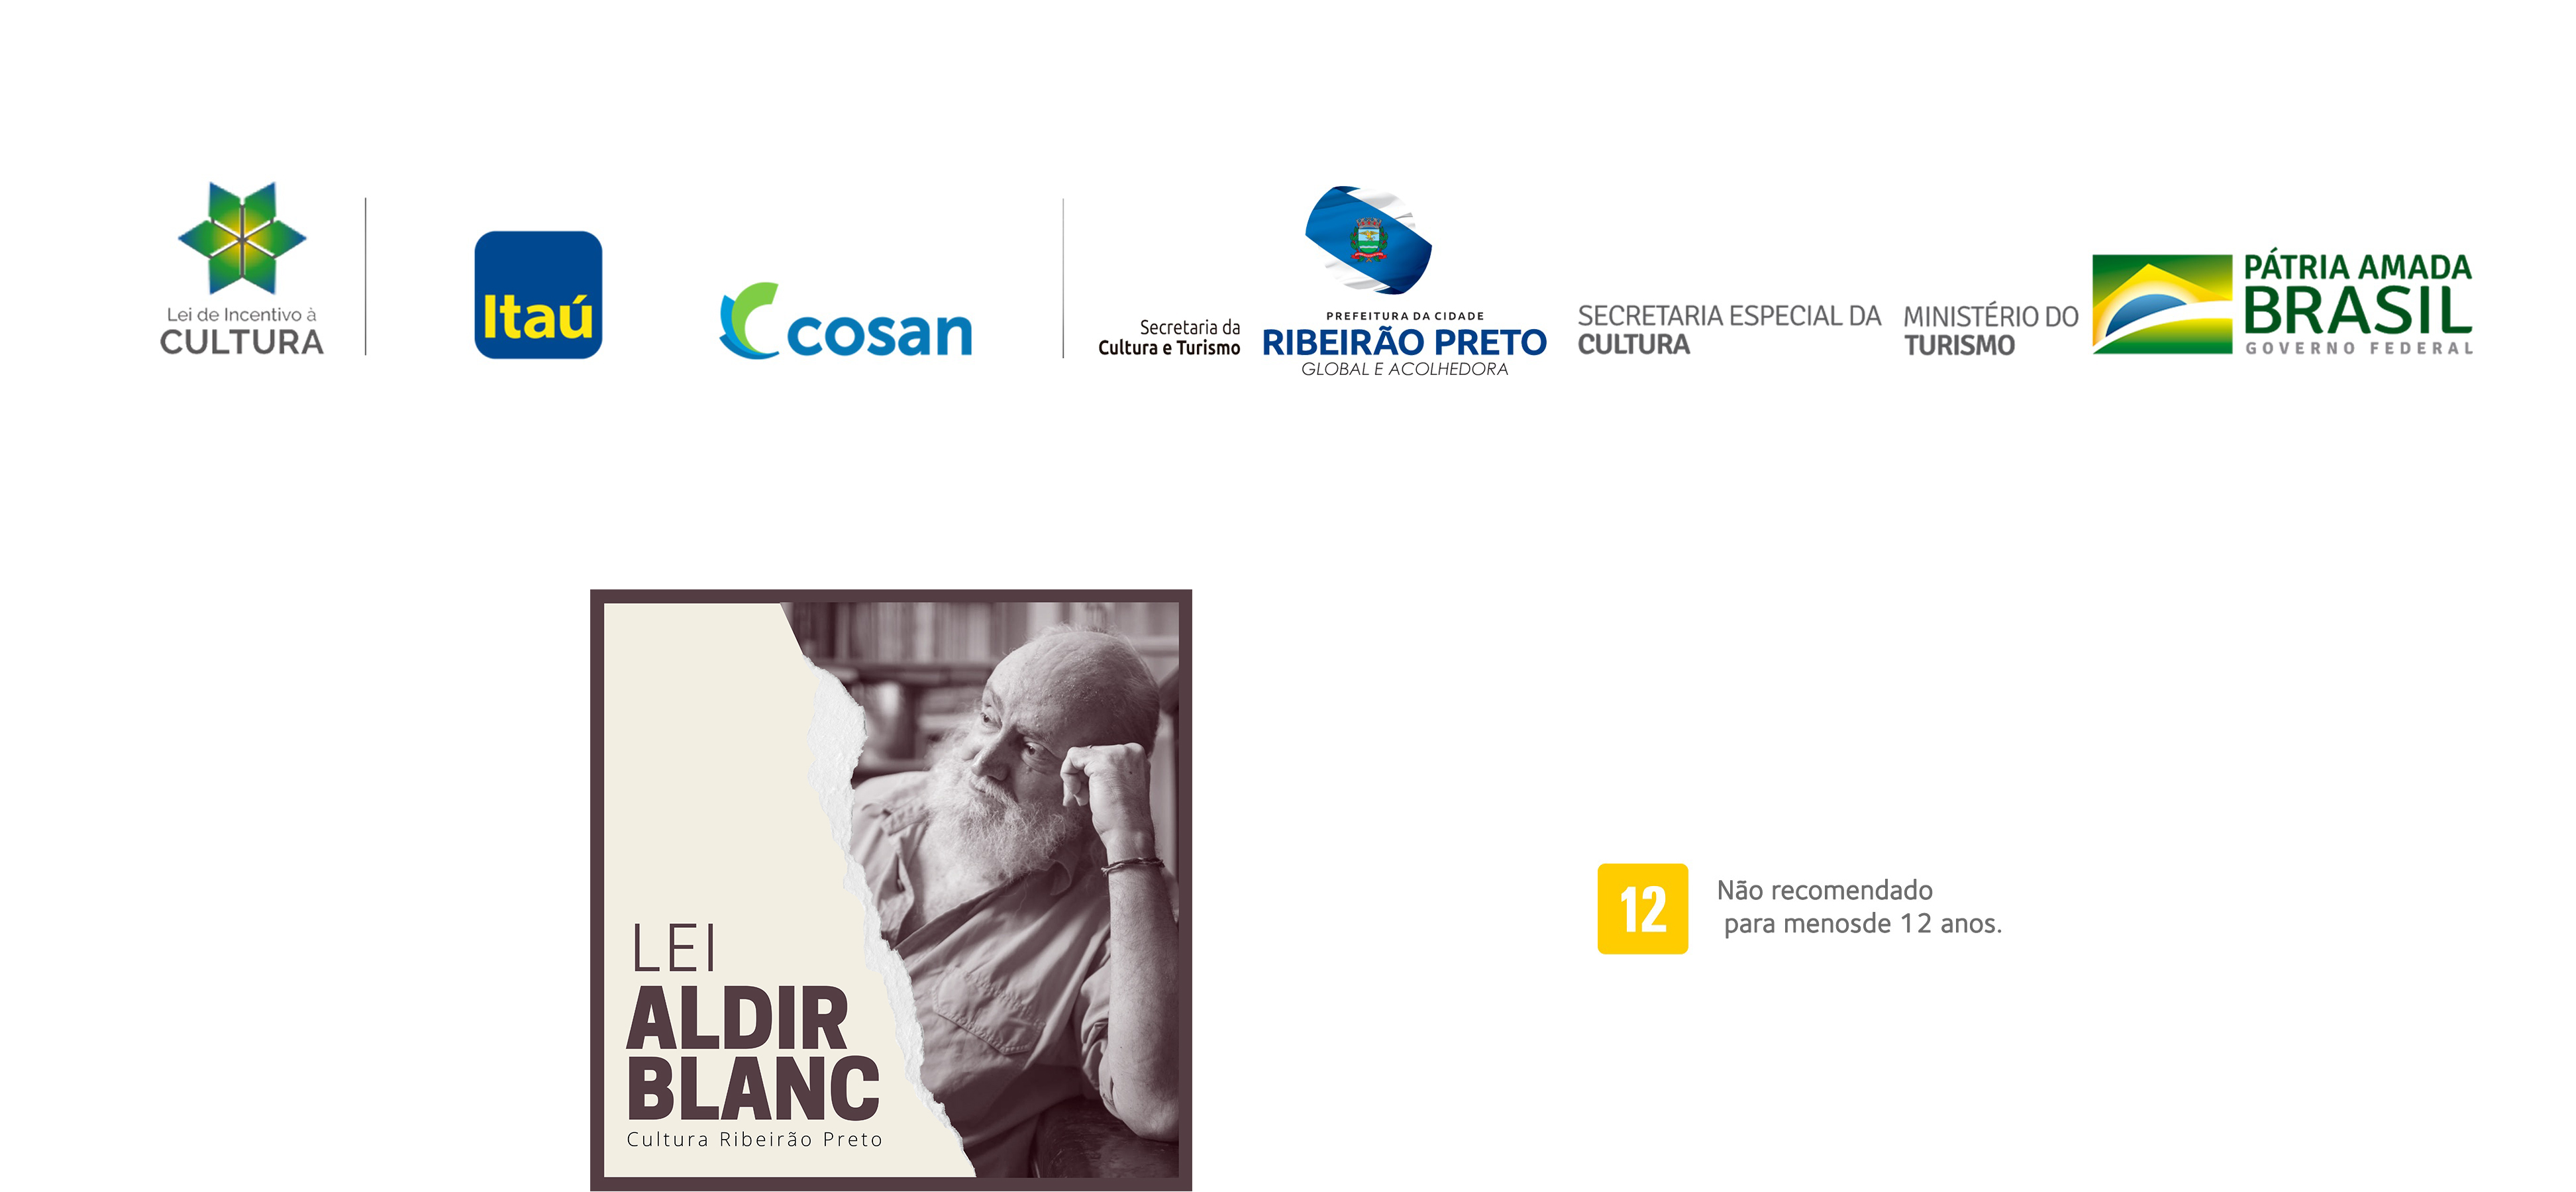 Lei de Incentivo à
CULTURA
Itaú
cosan
Secretaria da
Cultura e Turismo
PREFEITURA DA CIDADE
RIBEIRÃO PRETO
GLOBAL E ACOLHEDORA
SECRETARIA ESPECIAL DA
CULTURA
MINISTÉRIO DO
TURISMO
PÁTRIA AMADA
BRASIL
GOVERNO FEDERAL
LEI
ALDIR
BLANC
Cultura Ribeirão Preto
12
Não recomendado
para menosde 12 anos.